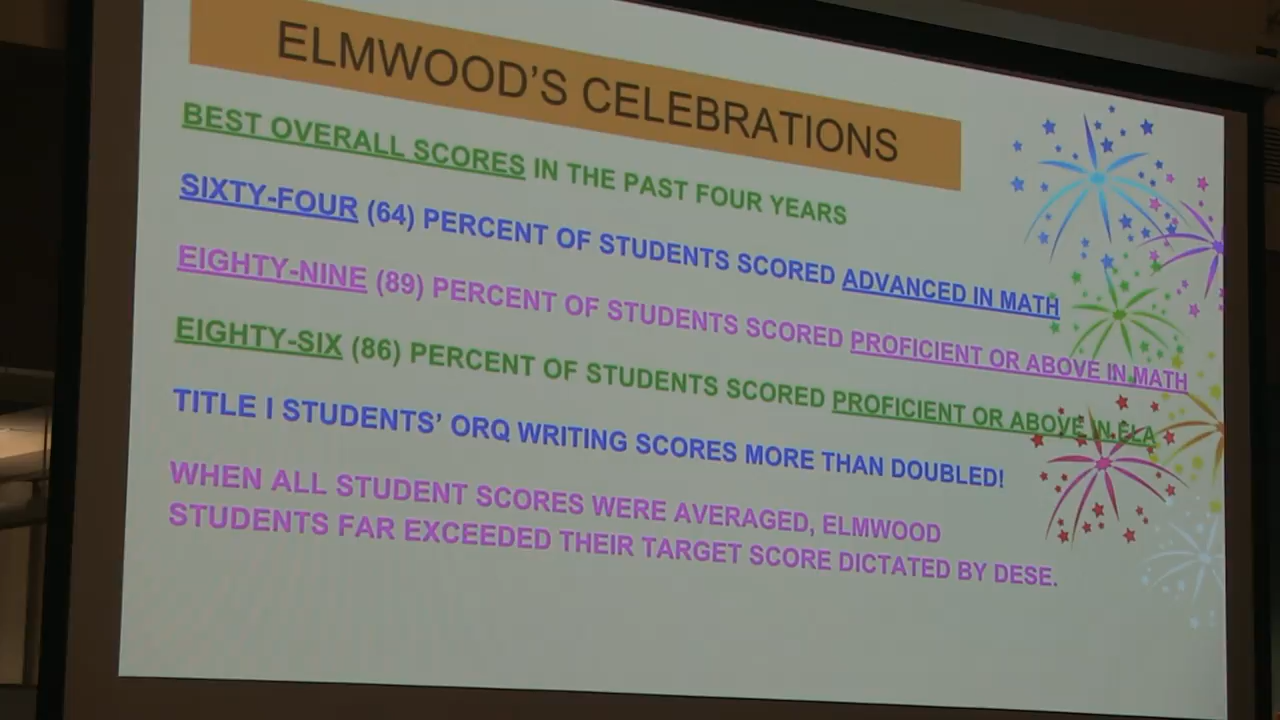 ELMWOOD'S CELEBRATIONS
BEST OVERALL SCORES IN THE PAST FOUR YEARS
SIXTY-FOUR (64) PERCENT OF STUDENTS SCORED ADVANCED IN MATH
EIGHTY-NINE (89) PERCENT OF STUDENTS SCORED PROFICIENT OR ABOVE IN MATH
EIGHTY-SIX (86) PERCENT OF STUDENTS SCORED PROFICIENT OR ABOVE IN ELA
TITLE I STUDENTS' ORQ WRITING SCORES MORE THAN DOUBLED!
WHEN ALL STUDENT SCORES WERE AVERAGED, ELMWOOD
STUDENTS FAR EXCEEDED THEIR TARGET SCORE DICTATED BY DESE.